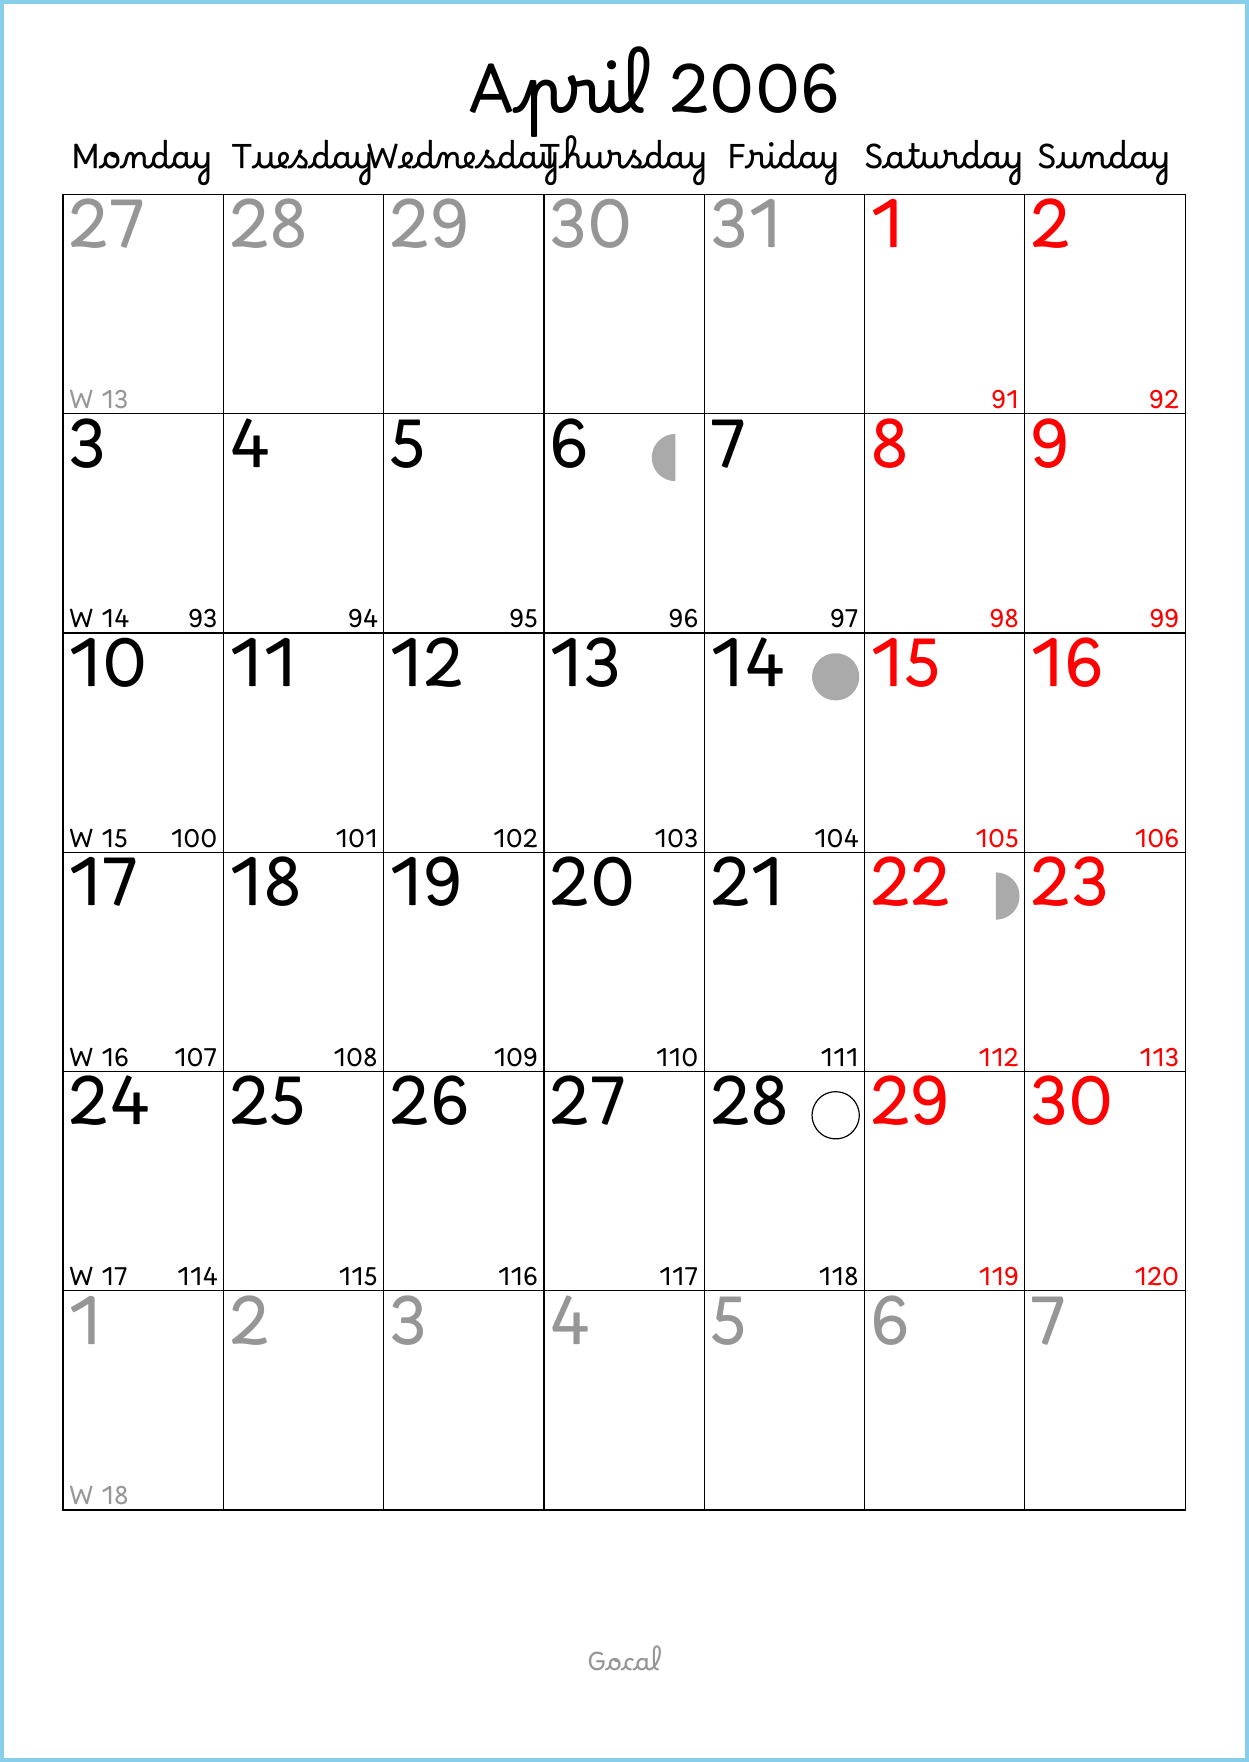 April 2006
Monday Tuesday Wednesday Thursday Friday Saturday Sunday
27 28 29 30 31 1 2
W 13 91 92
3 4 5 6 7 8 9
W 14 93 94 95 96 97 98 99
10 11 12 13 14 15 16
W 15 100 101 102 103 104 105 106
17 18 19 20 21 22 23
W 16 107 108 109 110 111 112 113
24 25 26 27 28 29 30
W 17 114 115 116 117 118 119 120
1 2 3 4 5 6 7
W 18
Gocal